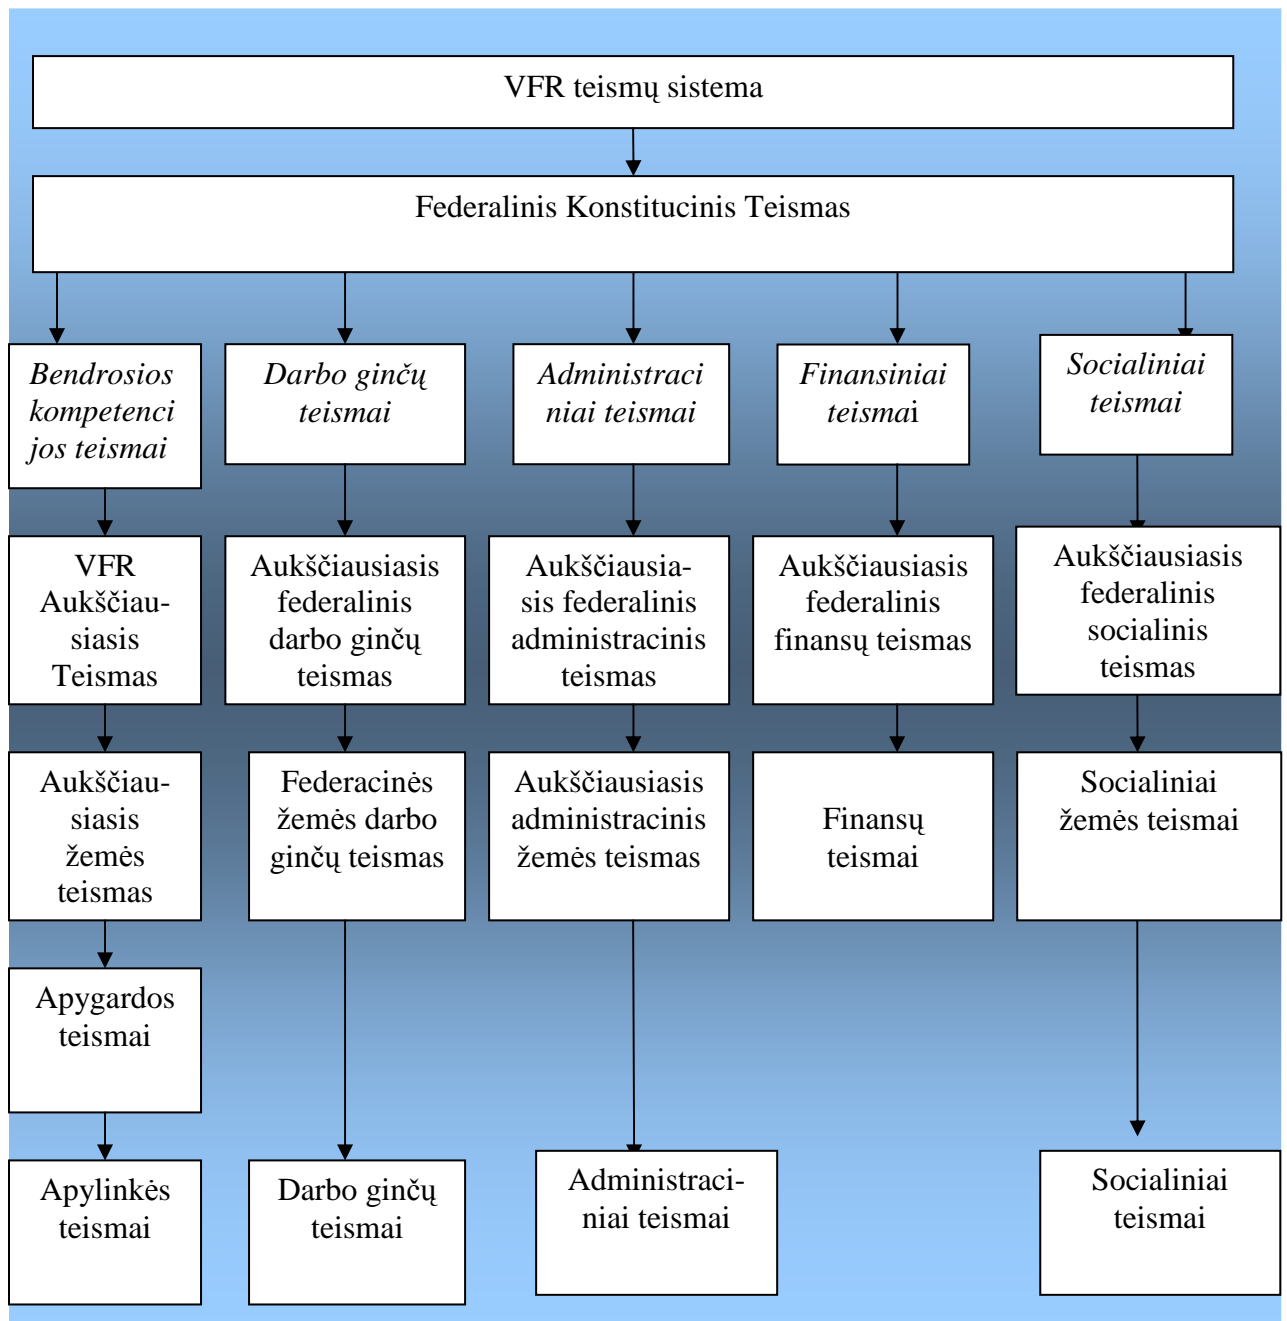 VFR teismų sistema
Federalinis Konstitucinis Teismas
Bendrosios
kompetenci
jos teismai
Darbo ginčų
teismai
Administraci
niai teismai
Finansiniai
teismai
Socialiniai
teismai
VFR
Aukščiau-
siasis
Teismas
Aukščiausiasis
federalinis
darbo ginčų
teismas
Aukščiausia-
sis federalinis
administracinis
teismas
Aukščiausiasis
federalinis
finansų teismas
Aukščiausiasis
federalinis
socialinis
teismas
Aukščiau-
siasis
žemės
teismas
Federacinės
žemės darbo
ginčų teismas
Aukščiausiasis
administracinis
žemės teismas
Finansų
teismai
Socialiniai
žemės teismai
Apygardos
teismai
Apylinkės
teismai
Darbo ginčų
teismai
Administraci-
niai teismai
Socialiniai
teismai